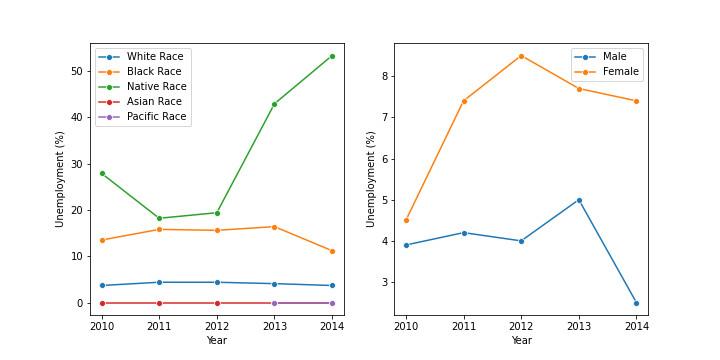 White Race
Black Race
Native Race
Asian Race
Pacific Race
50
40
30
20
10
0
Unemployment (%)
2010 2011 2012 2013 2014
Year
Male
Female
8
7
6
5
4
3
Unemployment (%)
2010 2011 2012 2013 2014
Year